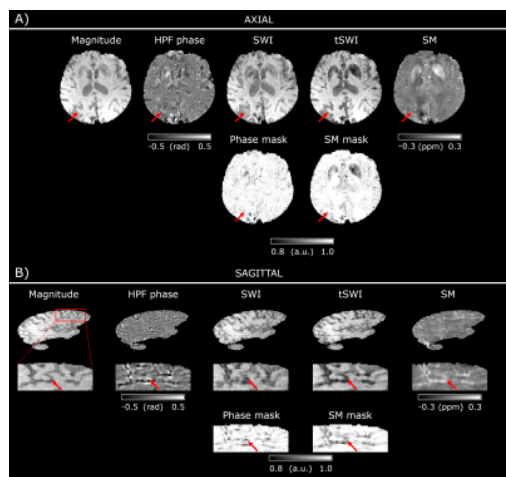 A) AXIAL
Magnitude HPF phase SWI tSWI SM
-0.5 (rad) 0.5 Phase mask SM mask -0.3 (ppm) 0.3
0.8 (a.u.) 1.0
B) SAGITTAL
Magnitude HPF phase SWI tSWI SM
-0.5 (rad) 0.5 -0.3 (ppm) 0.3
Phase mask SM mask
0.8 (a.u.) 1.0